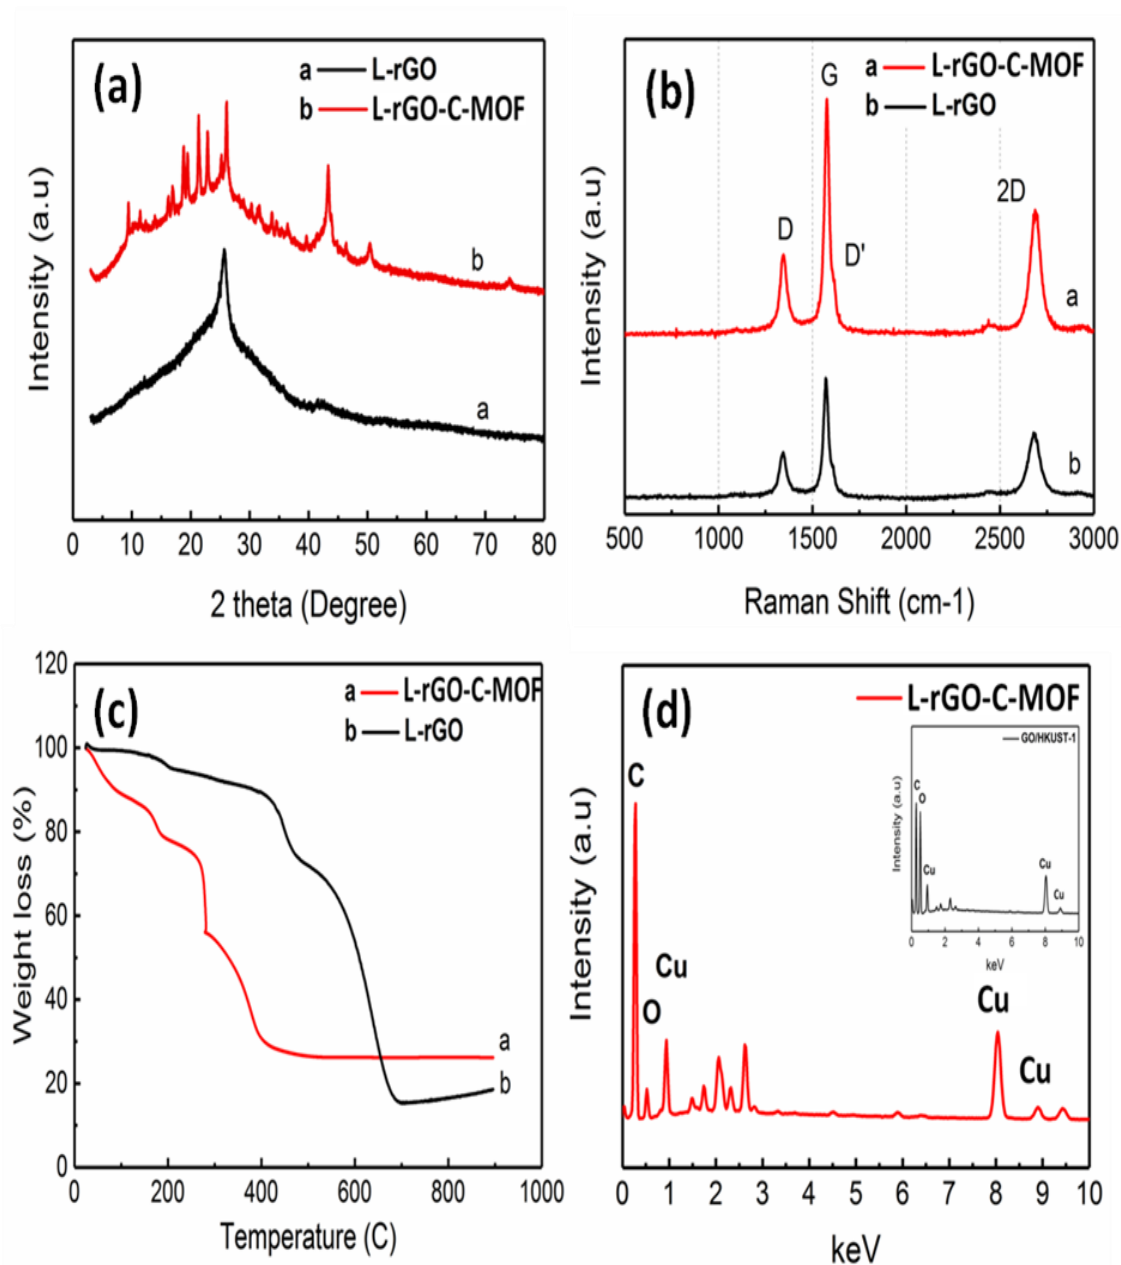 (a)
a L-rGO
b L-rGO-C-MOF
b
a
Intensity (a.u)
0 10 20 30 40 50 60 70 80
2 theta (Degree)
(b)
a L-rGO-C-MOF
b L-rGO
G
2D
D
D'
a
b
Intensity (a.u)
500 1000 1500 2000 2500 3000
Raman Shift (cm-1)
(c)
a L-rGO-C-MOF
b L-rGO
120
100
80
60
40
20
0
a
b
Weight loss (%)
0 200 400 600 800 1000
Temperature (C)
(d)
L-rGO-C-MOF
C
O
Cu
Cu
Cu
Intensity (a.u)
0 1 2 3 4 5 6 7 8 9 10
keV
GO/HKUST-1
C
O
Cu
Cu
Cu
Intensity (a.u)
0 2 4 6 8 10
keV